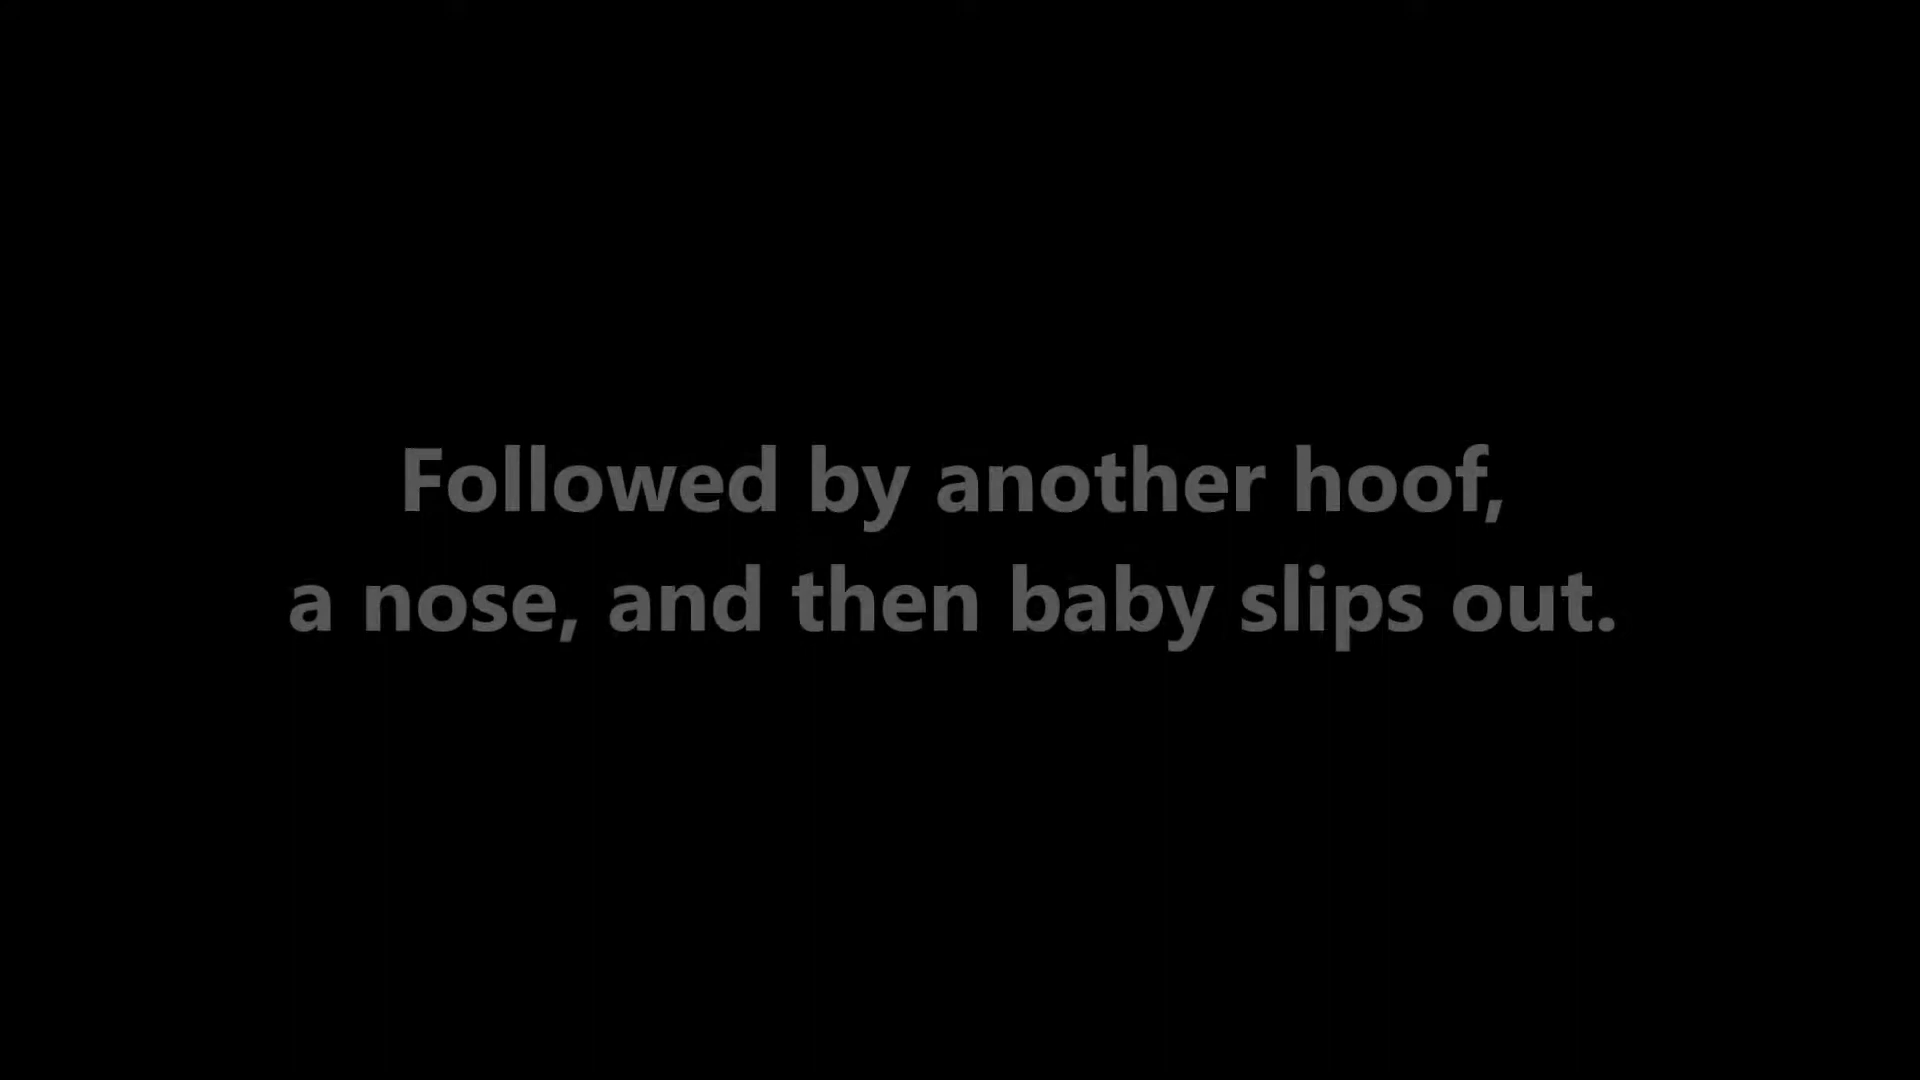 Followed by another hoof,
a nose, and then baby slips out.